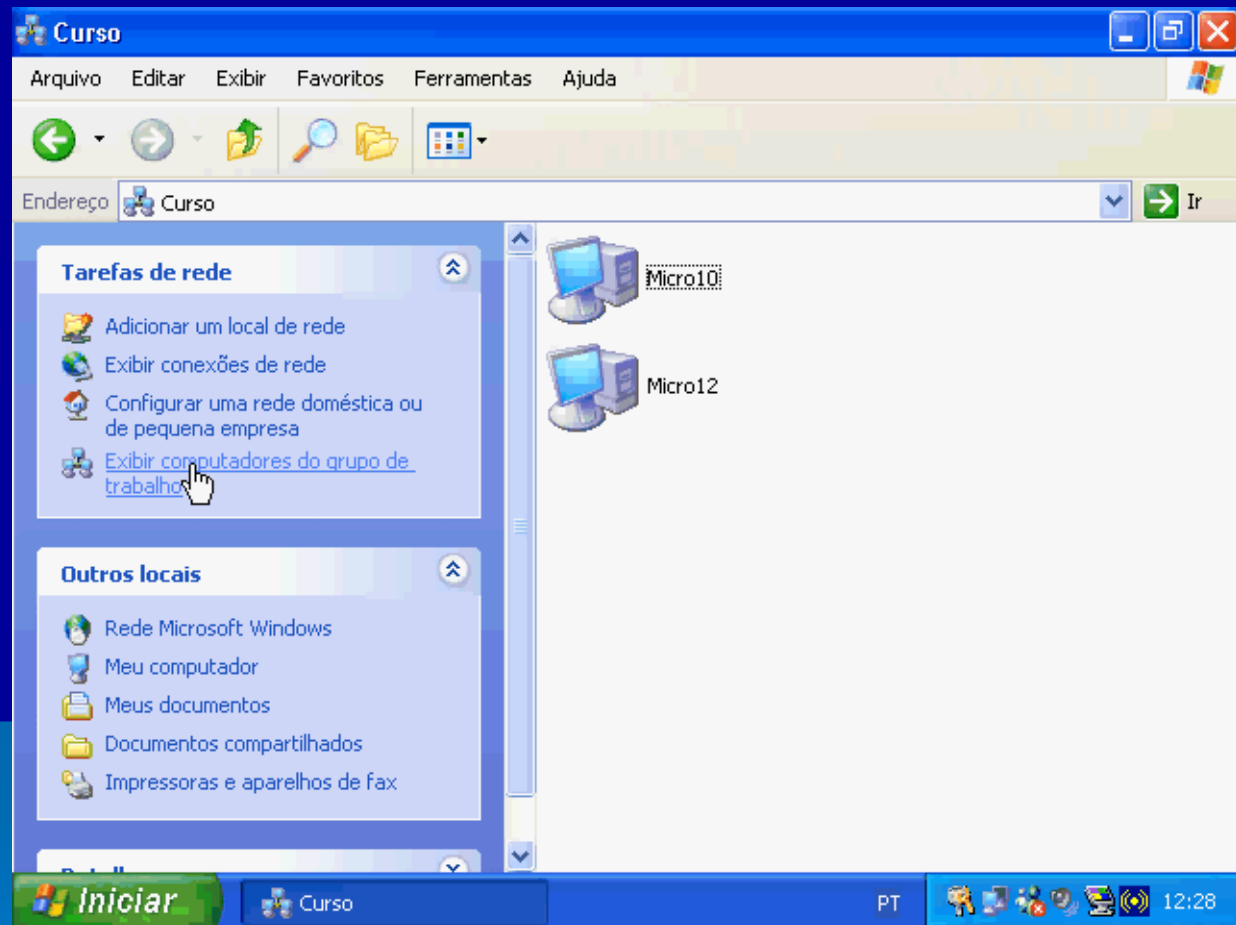 Curso
Arquivo Editar Exibir Favoritos Ferramentas Ajuda
Endereço Curso Ir
Tarefas de rede
Adicionar um local de rede
Exibir conexões de rede
Configurar uma rede doméstica ou
de pequena empresa
Exibir computadores do grupo de
trabalho
Outros locais
Rede Microsoft Windows
Meu computador
Meus documentos
Documentos compartilhados
Impressoras e aparelhos de fax
Micro10
Micro12
Iniciar Curso PT 12:28